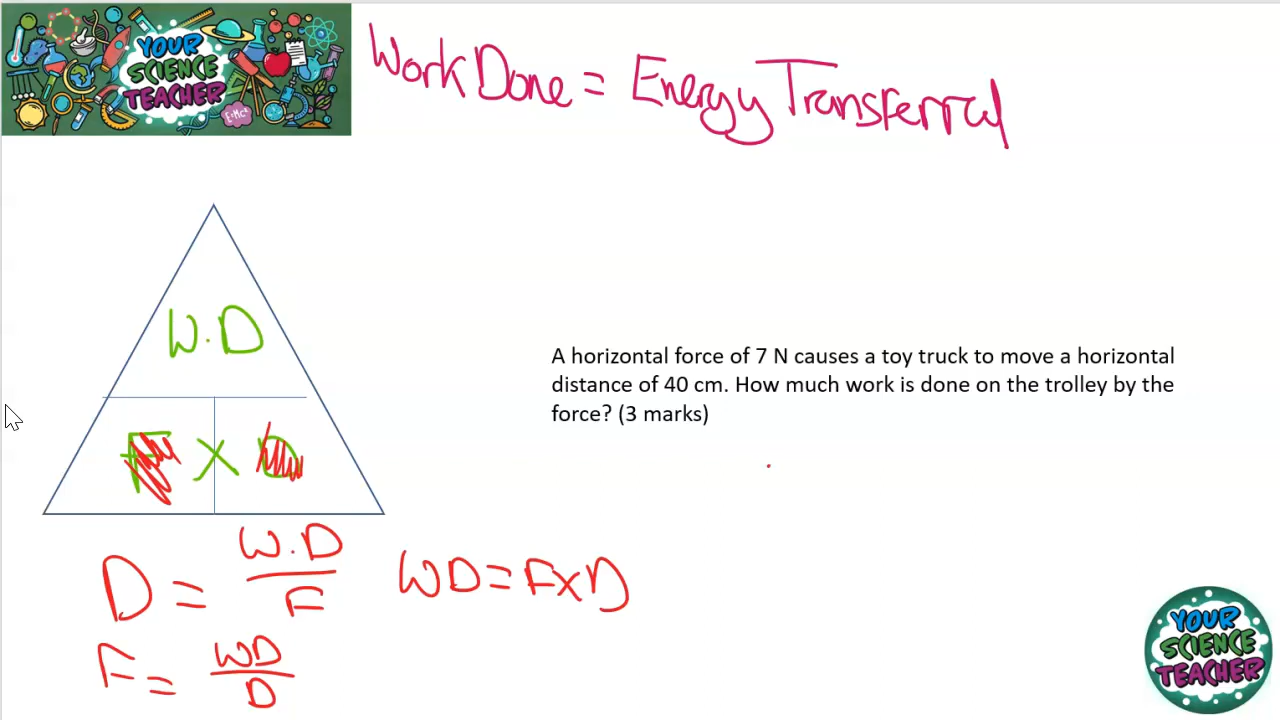 YOUR
SCIENCE
TEACHER
E=MC²
Work Done = Energy Transferral
W.D
F X D
A horizontal force of 7 N causes a toy truck to move a horizontal
distance of 40 cm. How much work is done on the trolley by the
force? (3 marks)
D = W.D / F
WD = F x D
F = WD / D
YOUR
SCIENCE
TEACHER